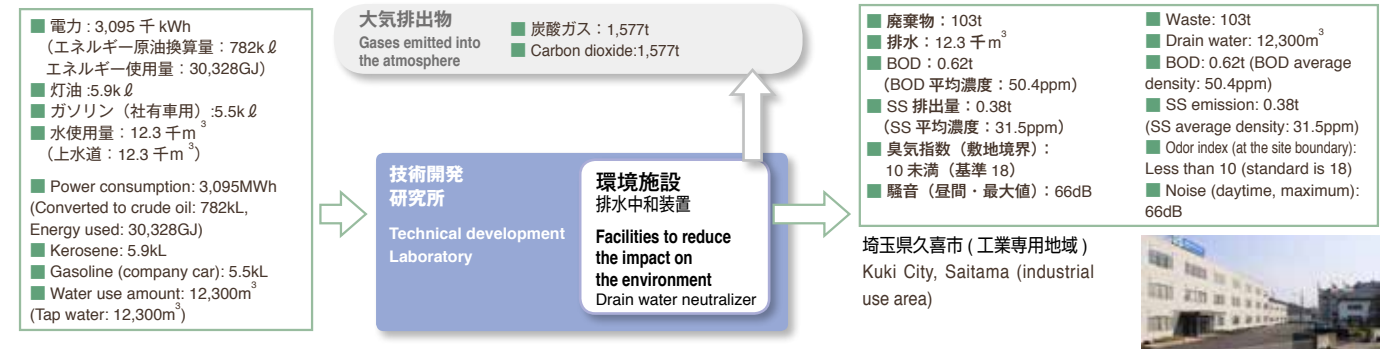 ■ 電力 : 3,095 千 kWh
（エネルギー原油換算量：782kℓ
エネルギー使用量：30,328GJ）
■ 灯油 :5.9kℓ
■ ガソリン（社有車用）:5.5kℓ
■ 水使用量：12.3 千m³
（上水道：12.3 千m³）
■ Power consumption: 3,095MWh
(Converted to crude oil: 782kL,
Energy used: 30,328GJ)
■ Kerosene: 5.9kL
■ Gasoline (company car): 5.5kL
■ Water use amount: 12,300m³
(Tap water: 12,300m³)
大気排出物
Gases emitted into
the atmosphere
■ 炭酸ガス：1,577t
■ Carbon dioxide:1,577t
技術開発
研究所
Technical development
Laboratory
環境施設
排水中和装置
Facilities to reduce
the impact on
the environment
Drain water neutralizer
■ 廃棄物：103t
■ 排水：12.3 千m³
■ BOD：0.62t
（BOD 平均濃度：50.4ppm）
■ SS 排出量：0.38t
（SS 平均濃度：31.5ppm）
■ 臭気指数（敷地境界）：
10 未満（基準 18）
■ 騒音（昼間・最大値）：66dB
■ Waste: 103t
■ Drain water: 12,300m³
■ BOD: 0.62t (BOD average
density: 50.4ppm)
■ SS emission: 0.38t
(SS average density: 31.5ppm)
■ Odor index (at the site boundary):
Less than 10 (standard is 18)
■ Noise (daytime, maximum):
66dB
埼玉県久喜市 ( 工業専用地域 )
Kuki City, Saitama (industrial
use area)